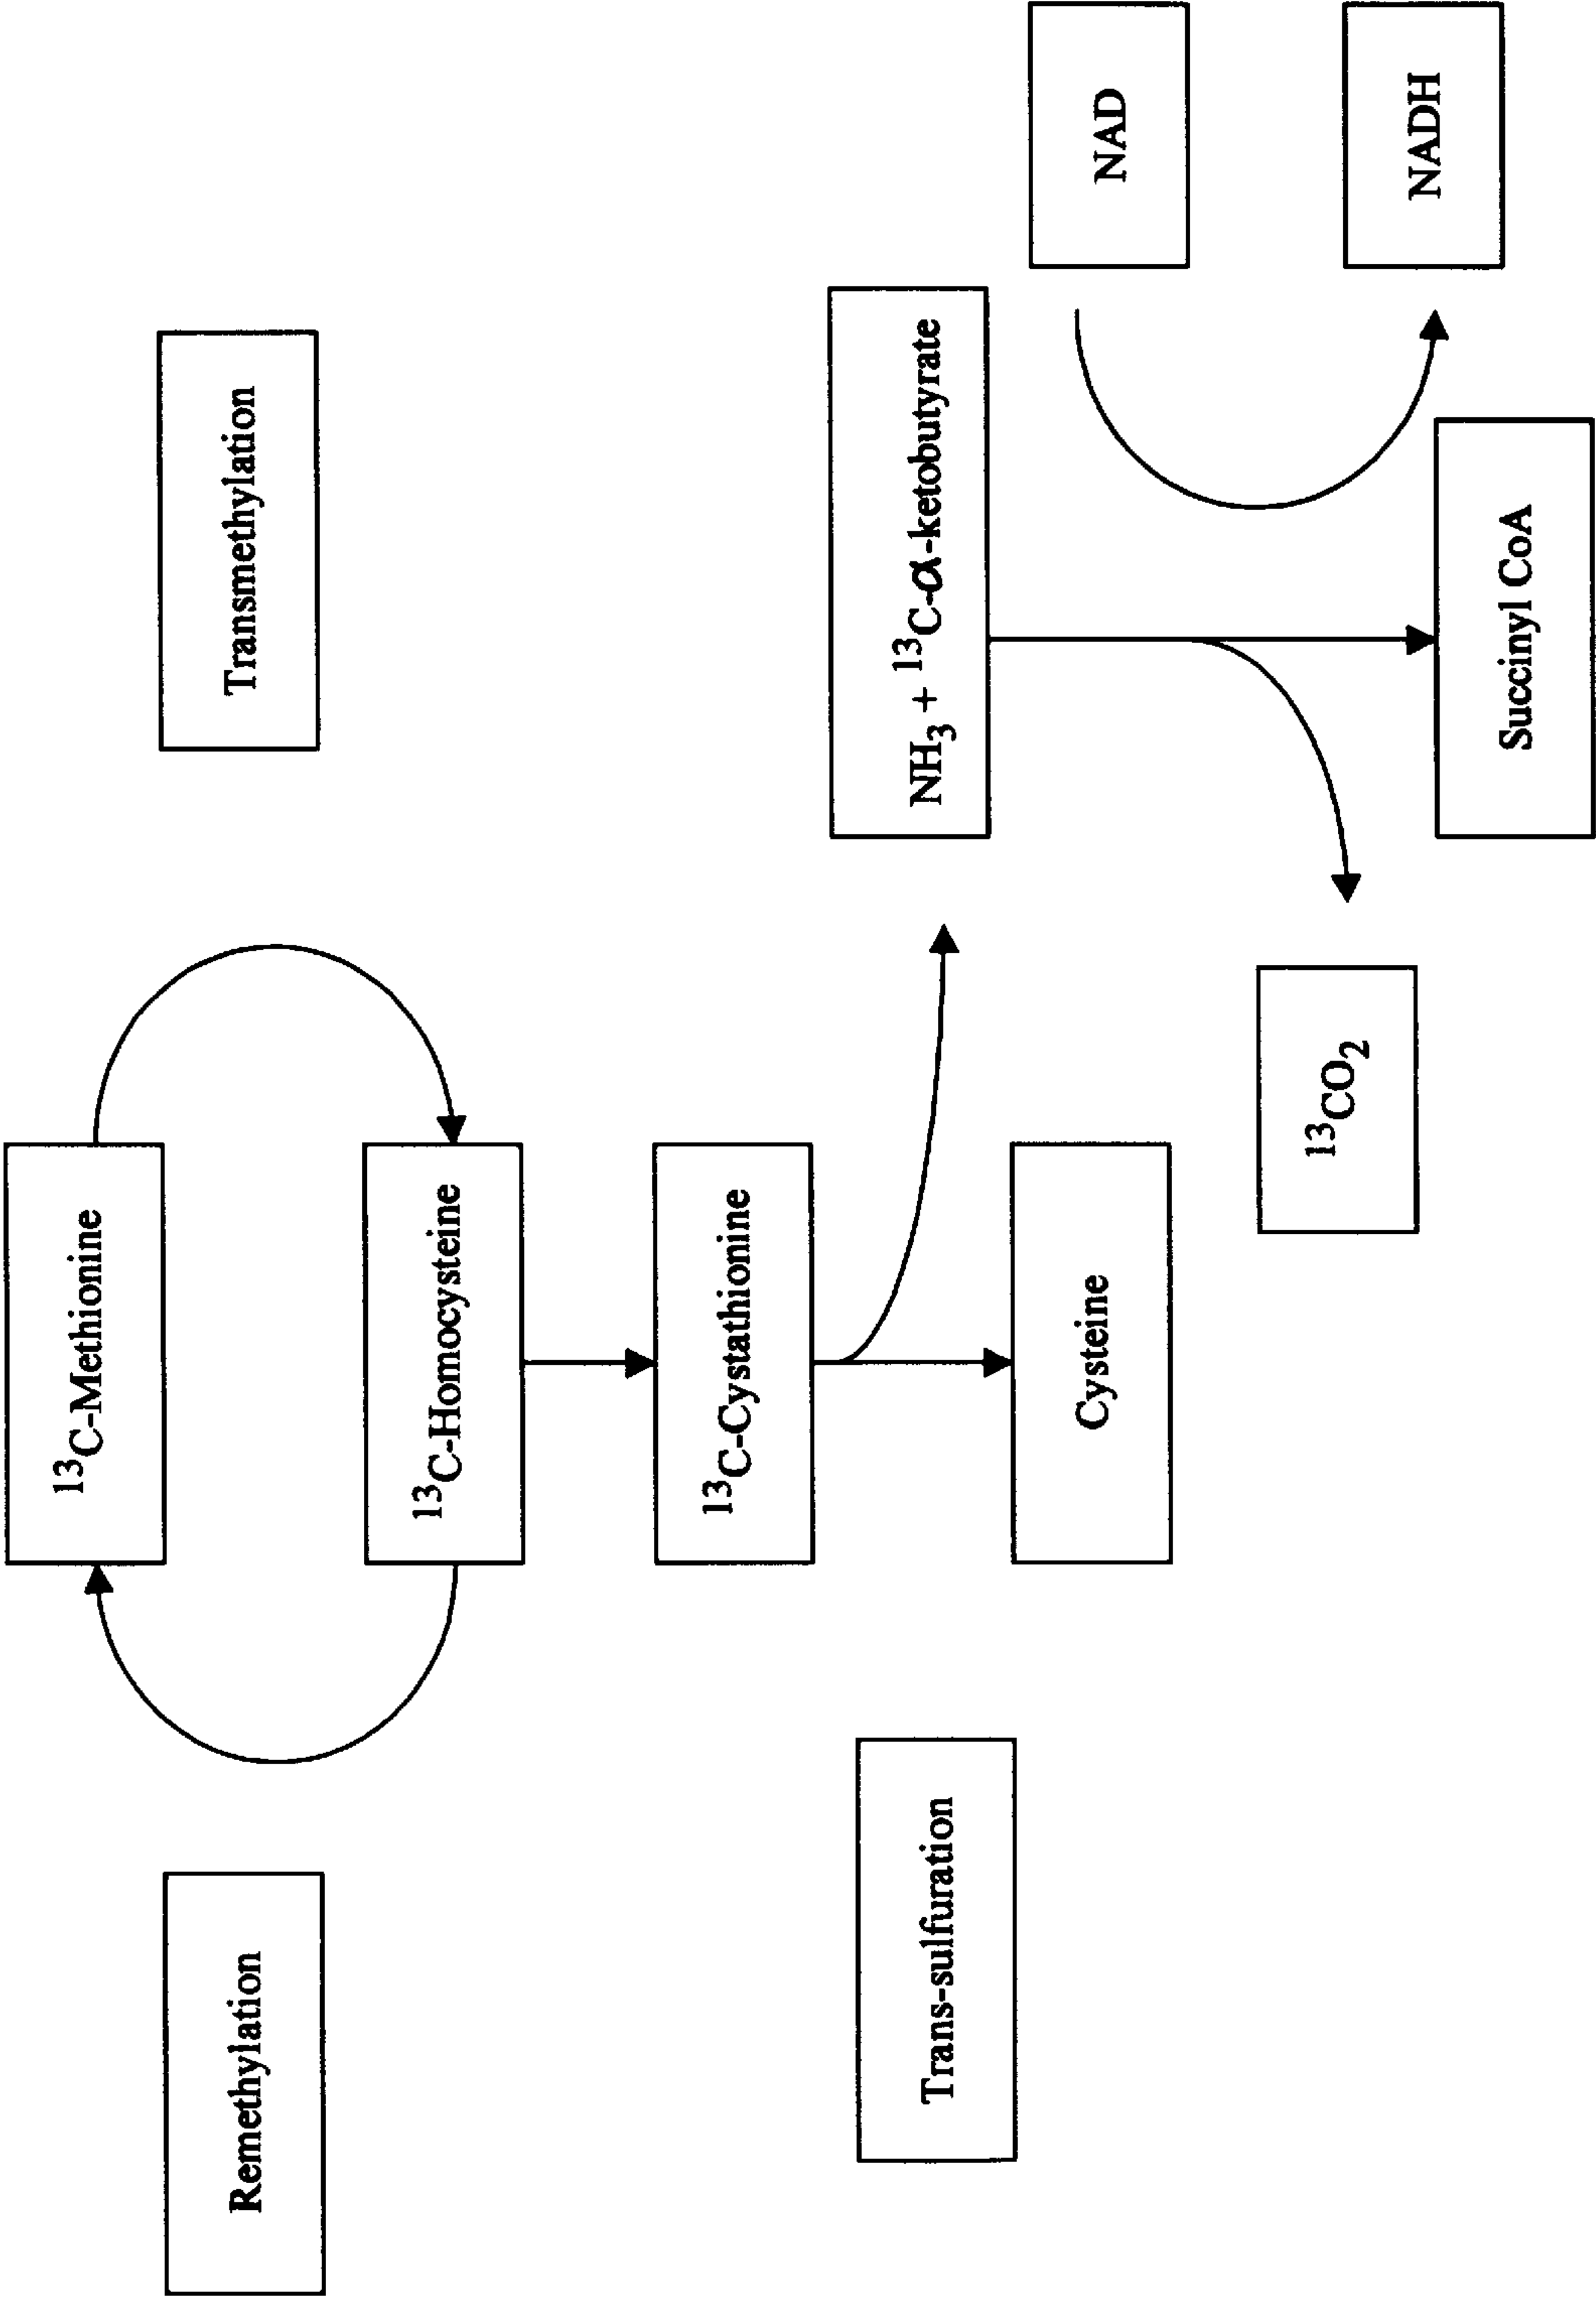 ¹³C-Methionine
Remethylation
Transmethylation
¹³C-Homocysteine
¹³C-Cystathionine
Trans-sulfuration
NH₃ + ¹³C-α-ketobutyrate
Cysteine
NAD
¹³CO₂
NADH
Succinyl CoA